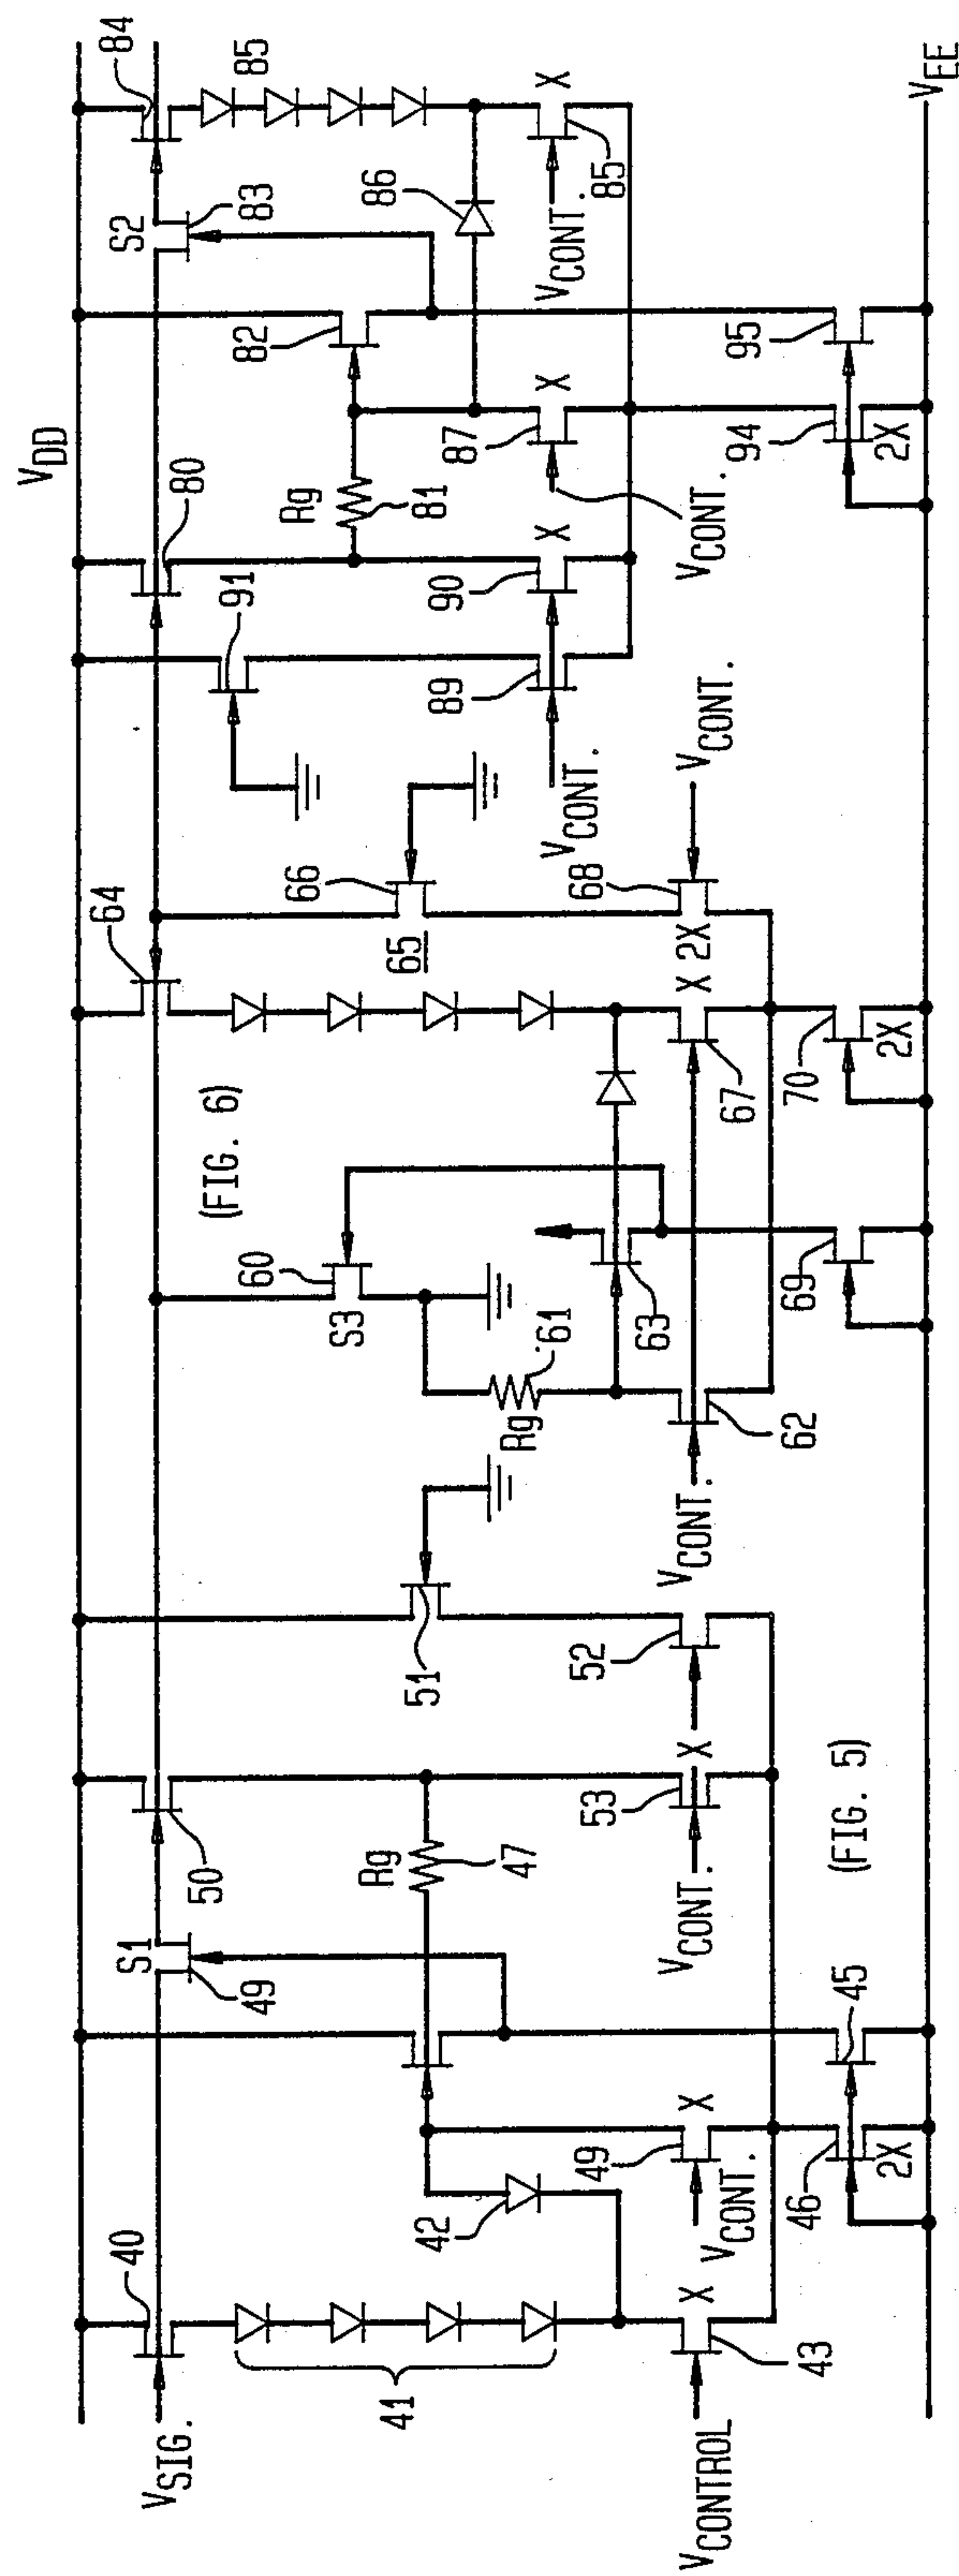 V_DD
40
64
84
S1
S2
V_SIG.
50
80
49
60
(FIG. 6)
91
83
85
66
Rg
82
S3
Rg
86
41
51
65
42
81
90
89
87
47
Rg
61
X
X
X
V_CONT.
V_CONT.
85
49
52
53
63
X
X
X
2X
X
V_CONTROL
V_CONT.
V_CONT.
V_CONT.
V_CONT.
V_CONT.
43
62
67
68
46
45
(FIG. 5)
69
70
94
95
2X
2X
2X
V_EE